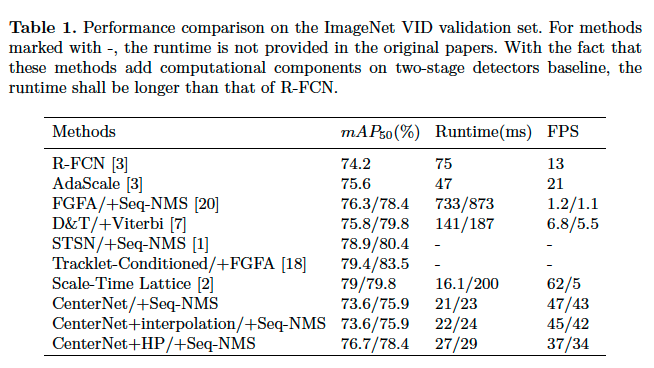 Table 1. Performance comparison on the ImageNet VID validation set. For methods
marked with -, the runtime is not provided in the original papers. With the fact that
these methods add computational components on two-stage detectors baseline, the
runtime shall be longer than that of R-FCN.
Methods mAP50(%) Runtime(ms) FPS
R-FCN [3] 74.2 75 13
AdaScale [3] 75.6 47 21
FGFA/+Seq-NMS [20] 76.3/78.4 733/873 1.2/1.1
D&T/+Viterbi [7] 75.8/79.8 141/187 6.8/5.5
STSN/+Seq-NMS [1] 78.9/80.4 - -
Tracklet-Conditioned/+FGFA [18] 79.4/83.5 - -
Scale-Time Lattice [2] 79/79.8 16.1/200 62/5
CenterNet/+Seq-NMS 73.6/75.9 21/23 47/43
CenterNet+interpolation/+Seq-NMS 73.6/75.9 22/24 45/42
CenterNet+HP/+Seq-NMS 76.7/78.4 27/29 37/34